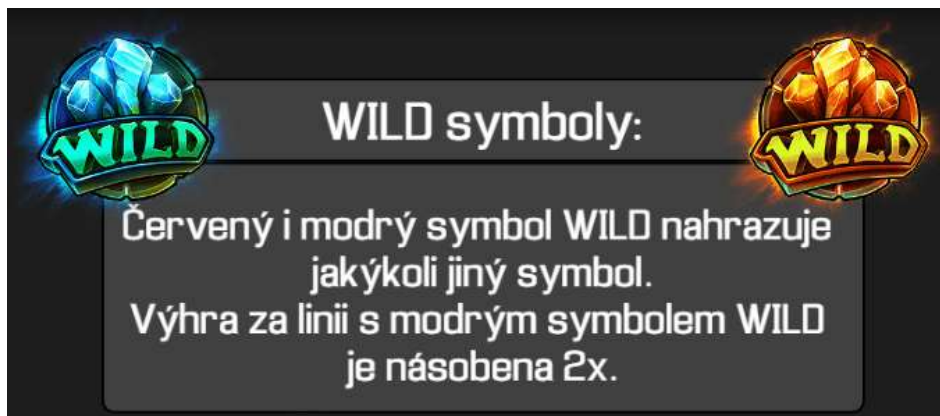 WILD
WILD
WILD symboly:
Červený i modrý symbol WILD nahrazuje
jakýkoli jiný symbol.
Výhra za linii s modrým symbolem WILD
je násobena 2x.